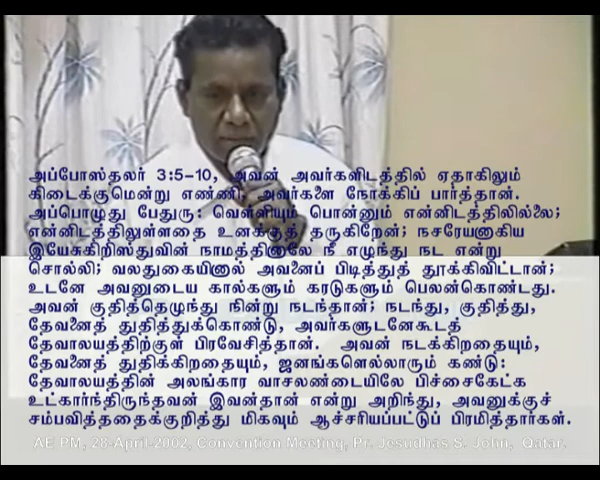 அப்போஸ்தலர் 3:5-10, அவன் அவர்களிடத்தில் ஏதாகிலும்
கிடைக்குமென்று எண்ணி, அவர்களை நோக்கிப் பார்த்தான்.
அப்பொழுது பேதுரு: வெள்ளியும் பொன்னும் என்னிடத்திலில்லை;
என்னிடத்திலுள்ளதை உனக்குத் தருகிறேன்; நசரேயனாகிய
இயேசுகிறிஸ்துவின் நாமத்தினாலே நீ எழுந்து நட என்று
சொல்லி; வலதுகையினால் அவனைப் பிடித்துத் தூக்கிவிட்டான்;
உடனே அவனுடைய கால்களும் கரடுகளும் பெலன்கொண்டது.
அவன் குதித்தெழுந்து நின்று நடந்தான்; நடந்து, குதித்து,
தேவனைத் துதித்துக்கொண்டு, அவர்களுடனேகூடத்
தேவாலயத்திற்குள் பிரவேசித்தான். அவன் நடக்கிறதையும்,
தேவனைத் துதிக்கிறதையும், ஜனங்களெல்லாரும் கண்டு:
தேவாலயத்தின் அலங்கார வாசலண்டையிலே பிச்சைகேட்க
உட்கார்ந்திருந்தவன் இவன்தான் என்று அறிந்து, அவனுக்குச்
சம்பவித்ததைக்குறித்து மிகவும் ஆச்சரியப்பட்டுப் பிரமித்தார்கள்.
AE PM, 28-April-2002, Convention Meeting, Pr. Jesudhas S. John, Qatar.